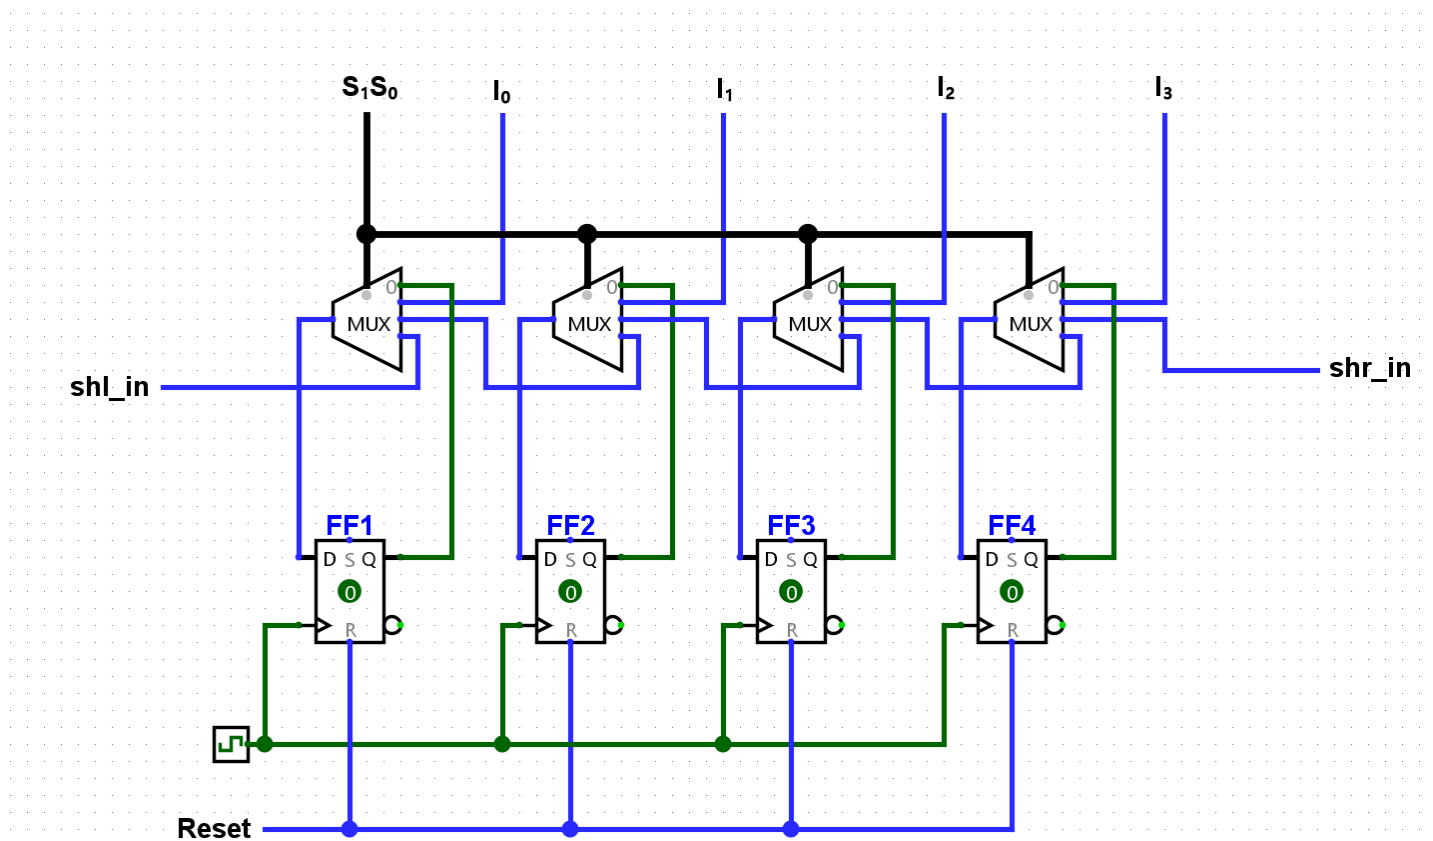 S₁S₀ I₀ I₁ I₂ I₃
0 0 0 0
MUX MUX MUX MUX
shl_in shr_in
FF1 FF2 FF3 FF4
D S Q D S Q D S Q D S Q
0 0 0 0
R R R R
Reset